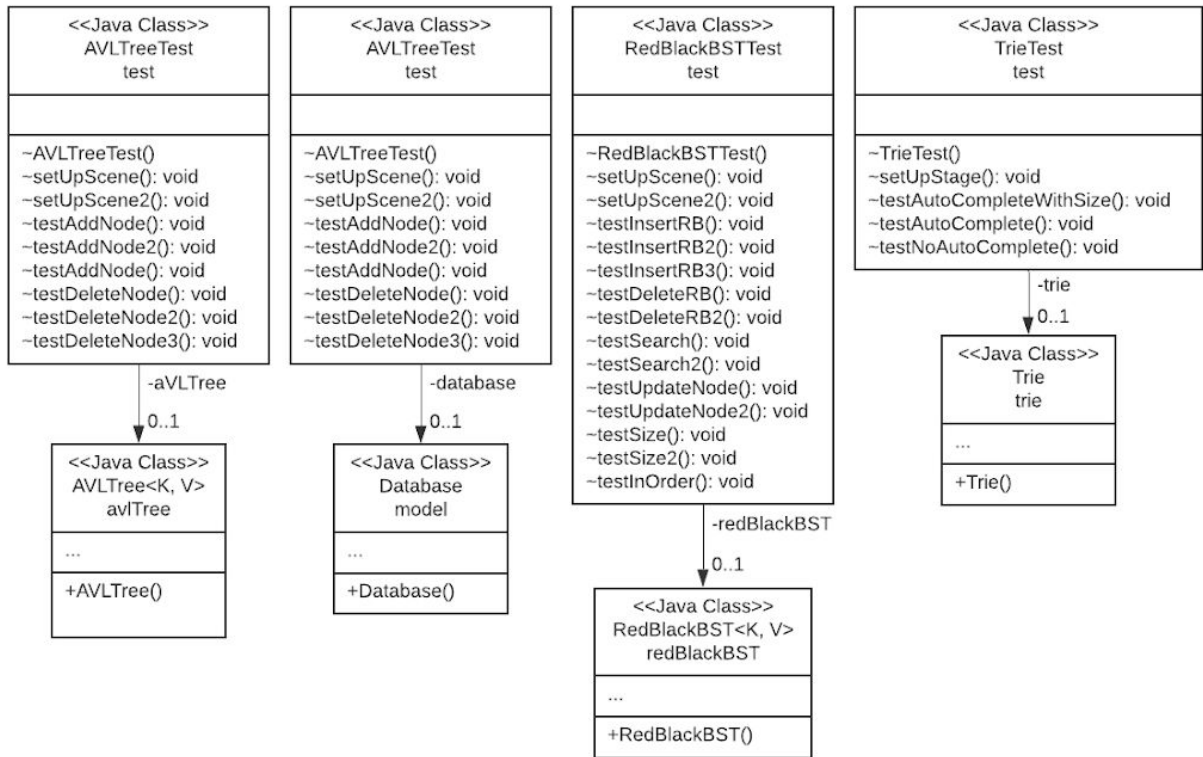 <<Java Class>>
AVLTreeTest
test
~AVLTreeTest()
~setUpScene(): void
~setUpScene2(): void
~testAddNode(): void
~testAddNode2(): void
~testAddNode(): void
~testDeleteNode(): void
~testDeleteNode2(): void
~testDeleteNode3(): void
-aVLTree
0..1
<<Java Class>>
AVLTree<K, V>
avlTree
...
+AVLTree()
<<Java Class>>
AVLTreeTest
test
~AVLTreeTest()
~setUpScene(): void
~setUpScene2(): void
~testAddNode(): void
~testAddNode2(): void
~testAddNode(): void
~testDeleteNode(): void
~testDeleteNode2(): void
~testDeleteNode3(): void
-database
0..1
<<Java Class>>
Database
model
...
+Database()
<<Java Class>>
RedBlackBSTTest
test
~RedBlackBSTTest()
~setUpScene(): void
~setUpScene2(): void
~testInsertRB(): void
~testInsertRB2(): void
~testInsertRB3(): void
~testDeleteRB(): void
~testDeleteRB2(): void
~testSearch(): void
~testSearch2(): void
~testUpdateNode(): void
~testUpdateNode2(): void
~testSize(): void
~testSize2(): void
~testInOrder(): void
-redBlackBST
0..1
<<Java Class>>
RedBlackBST<K, V>
redBlackBST
...
+RedBlackBST()
<<Java Class>>
TrieTest
test
~TrieTest()
~setUpStage(): void
~testAutoCompleteWithSize(): void
~testAutoComplete(): void
~testNoAutoComplete(): void
-trie
0..1
<<Java Class>>
Trie
trie
...
+Trie()